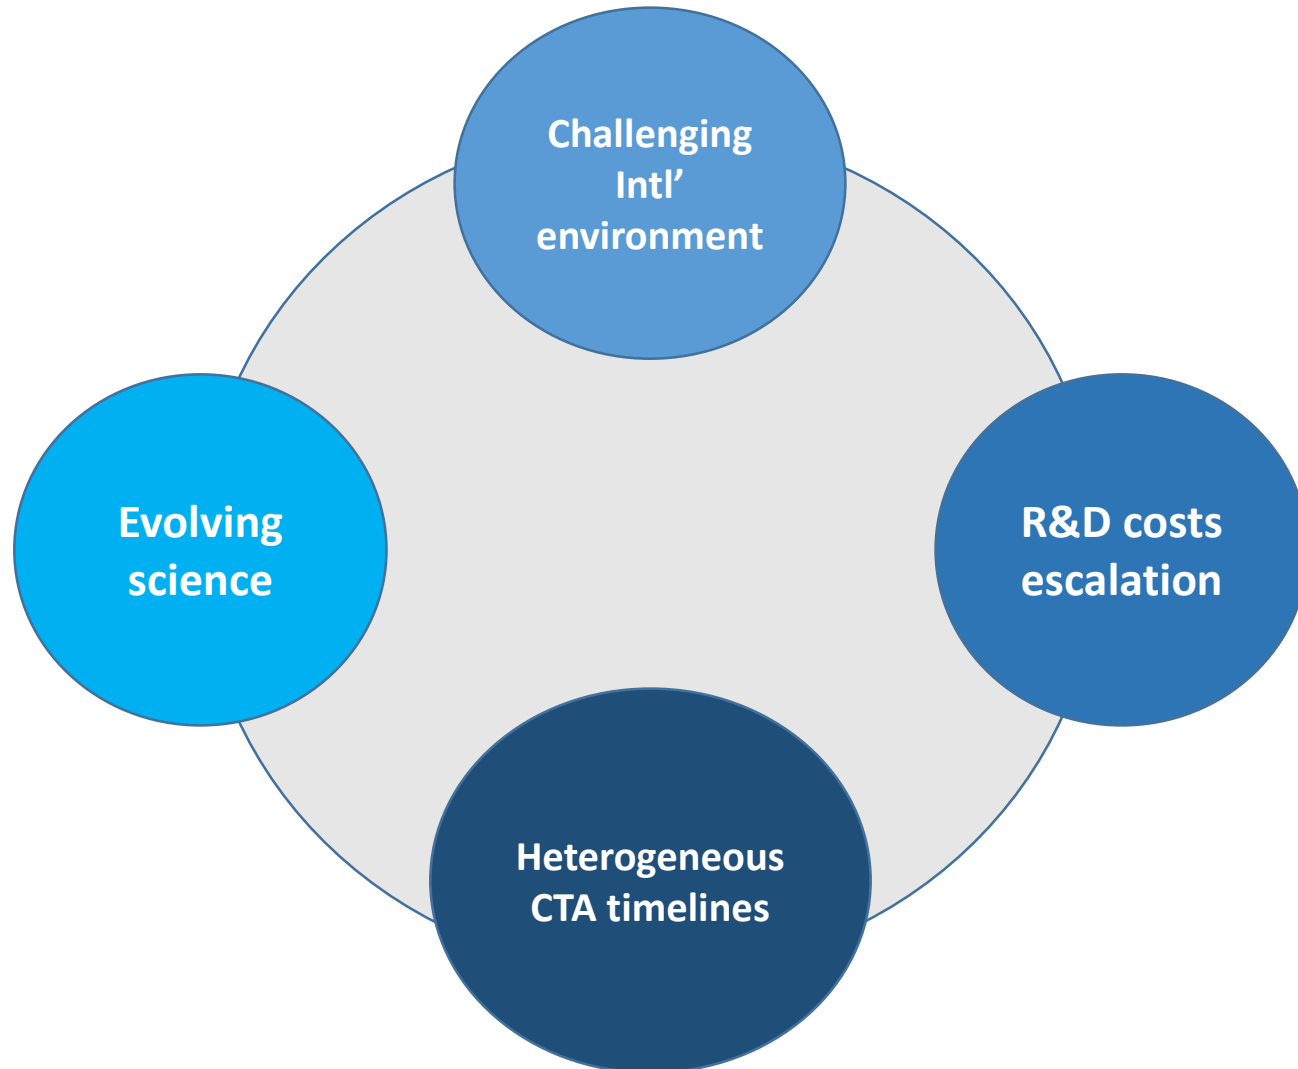 Challenging
Intl’
environment
Evolving
science
R&D costs
escalation
Heterogeneous
CTA timelines